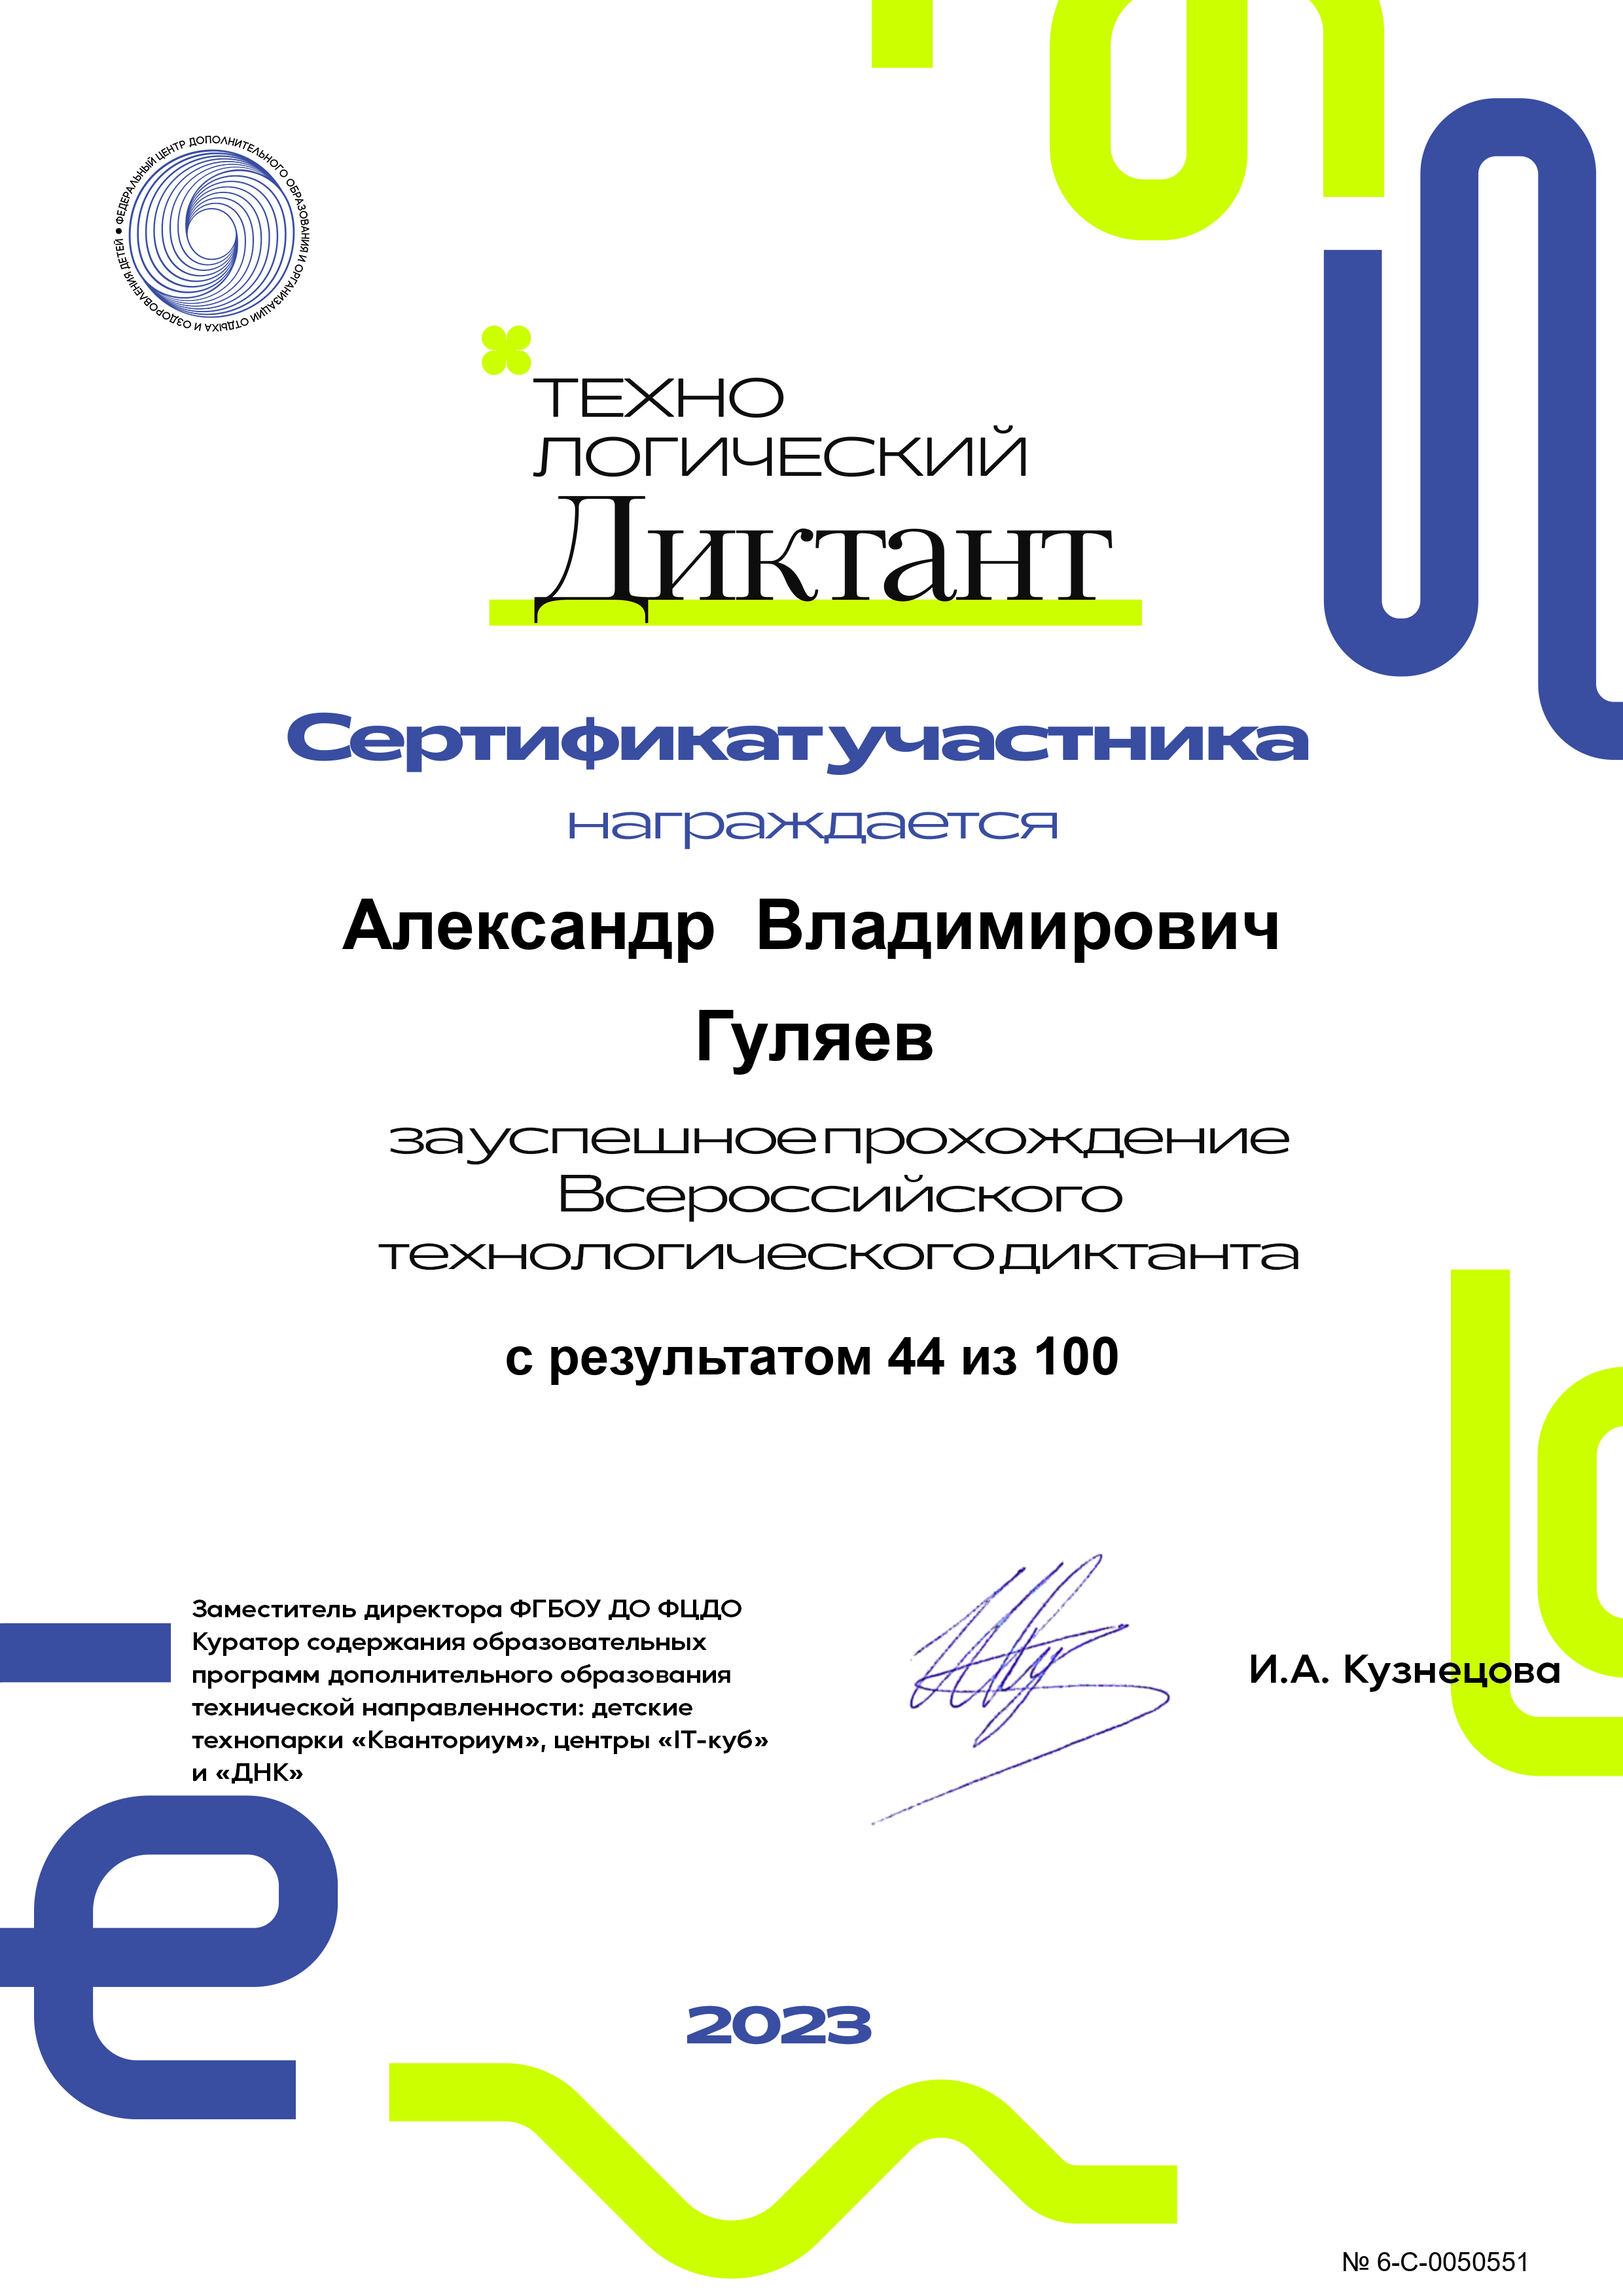 • ФЕДЕРАЛЬНЫЙ ЦЕНТР ДОПОЛНИТЕЛЬНОГО ОБРАЗОВАНИЯ И ОРГАНИЗАЦИИ ОТДЫХА И ОЗДОРОВЛЕНИЯ ДЕТЕЙ
ТЕХНО
ЛОГИЧЕСКИЙ
Диктант
Сертификат участника
награждается
Александр Владимирович
Гуляев
за успешное прохождение
Всероссийского
технологического диктанта
с результатом 44 из 100
Заместитель директора ФГБОУ ДО ФЦДО
Куратор содержания образовательных
программ дополнительного образования
технической направленности: детские
технопарки «Кванториум», центры «IT-куб»
и «ДНК»
И.А. Кузнецова
2023
№ 6-С-0050551